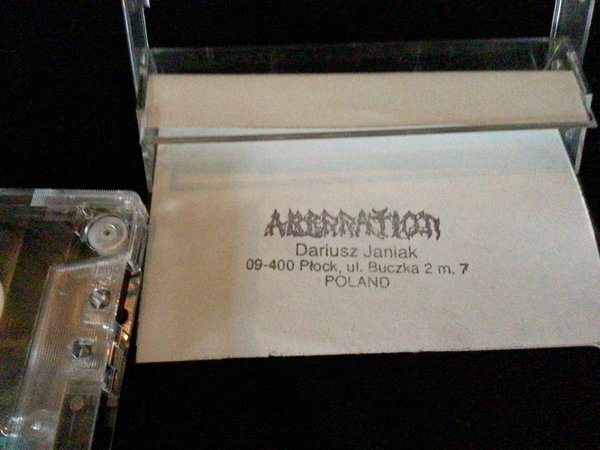 ABERRATION
Dariusz Janiak
09-400 Płock, ul. Buczka 2 m. 7
POLAND